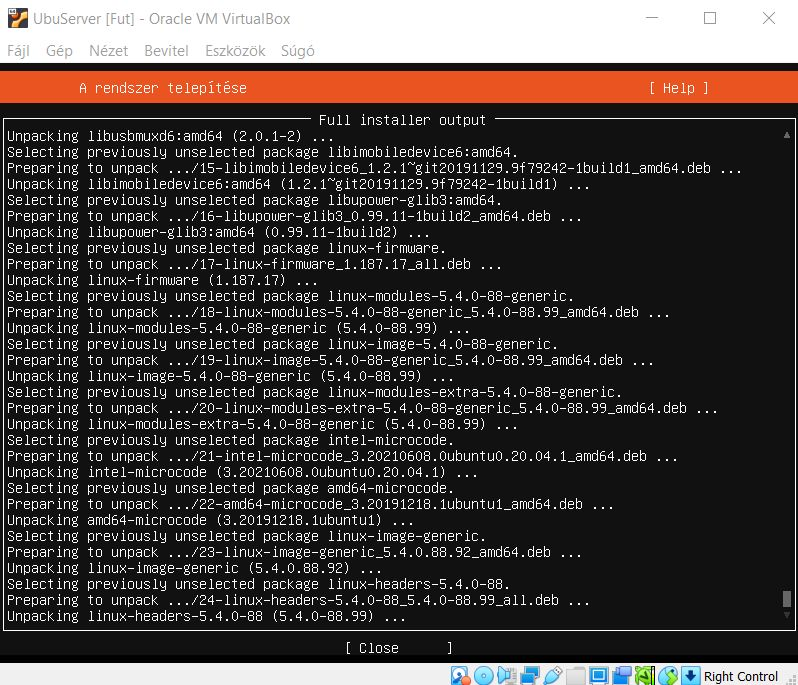 UbuServer [Fut] - Oracle VM VirtualBox
Fájl Gép Nézet Bevitel Eszközök Súgó
A rendszer telepítése [ Help ]
Full installer output
Unpacking libusbmuxd6:amd64 (2.0.1-2) ...
Selecting previously unselected package libimobiledevice6:amd64.
Preparing to unpack .../15-libimobiledevice6_1.2.1~git20191129.9f79242-1build1_amd64.deb ...
Unpacking libimobiledevice6:amd64 (1.2.1~git20191129.9f79242-1build1) ...
Selecting previously unselected package libupower-glib3:amd64.
Preparing to unpack .../16-libupower-glib3_0.99.11-1build2_amd64.deb ...
Unpacking libupower-glib3:amd64 (0.99.11-1build2) ...
Selecting previously unselected package linux-firmware.
Preparing to unpack .../17-linux-firmware_1.187.17_all.deb ...
Unpacking linux-firmware (1.187.17) ...
Selecting previously unselected package linux-modules-5.4.0-88-generic.
Preparing to unpack .../18-linux-modules-5.4.0-88-generic_5.4.0-88.99_amd64.deb ...
Unpacking linux-modules-5.4.0-88-generic (5.4.0-88.99) ...
Selecting previously unselected package linux-image-5.4.0-88-generic.
Preparing to unpack .../19-linux-image-5.4.0-88-generic_5.4.0-88.99_amd64.deb ...
Unpacking linux-image-5.4.0-88-generic (5.4.0-88.99) ...
Selecting previously unselected package linux-modules-extra-5.4.0-88-generic.
Preparing to unpack .../20-linux-modules-extra-5.4.0-88-generic_5.4.0-88.99_amd64.deb ...
Unpacking linux-modules-extra-5.4.0-88-generic (5.4.0-88.99) ...
Selecting previously unselected package intel-microcode.
Preparing to unpack .../21-intel-microcode_3.20210608.0ubuntu0.20.04.1_amd64.deb ...
Unpacking intel-microcode (3.20210608.0ubuntu0.20.04.1) ...
Selecting previously unselected package amd64-microcode.
Preparing to unpack .../22-amd64-microcode_3.20191218.1ubuntu1_amd64.deb ...
Unpacking amd64-microcode (3.20191218.1ubuntu1) ...
Selecting previously unselected package linux-image-generic.
Preparing to unpack .../23-linux-image-generic_5.4.0.88.92_amd64.deb ...
Unpacking linux-image-generic (5.4.0.88.92) ...
Selecting previously unselected package linux-headers-5.4.0-88.
Preparing to unpack .../24-linux-headers-5.4.0-88_5.4.0-88.99_all.deb ...
Unpacking linux-headers-5.4.0-88 (5.4.0-88.99) ...
[ Close ]
Right Control